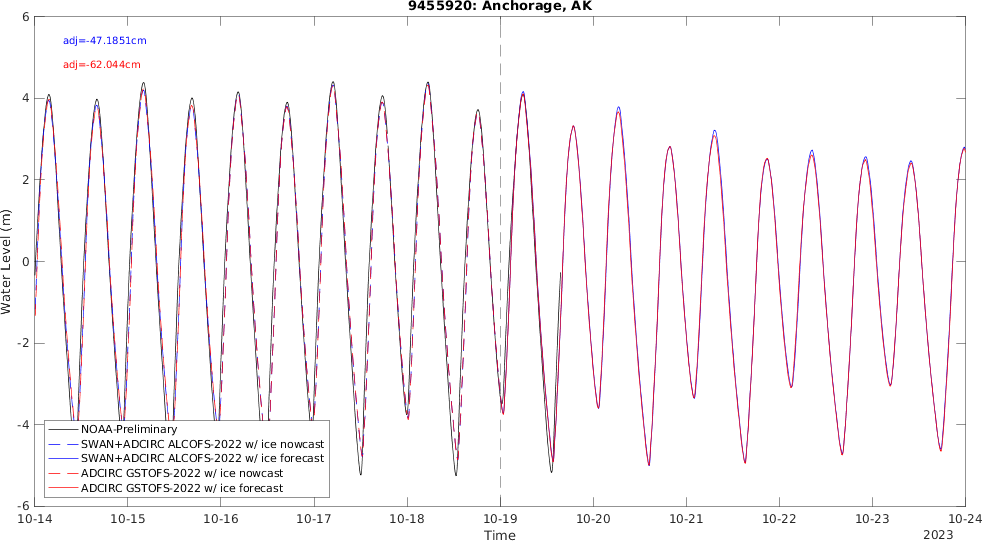 9455920: Anchorage, AK
adj=-47.1851cm
adj=-62.044cm
6
4
2
0
-2
-4
-6
Water Level (m)
NOAA-Preliminary
SWAN+ADCIRC ALCOFS-2022 w/ ice nowcast
SWAN+ADCIRC ALCOFS-2022 w/ ice forecast
ADCIRC GSTOFS-2022 w/ ice nowcast
ADCIRC GSTOFS-2022 w/ ice forecast
10-14 10-15 10-16 10-17 10-18 10-19 10-20 10-21 10-22 10-23 10-24
Time
2023